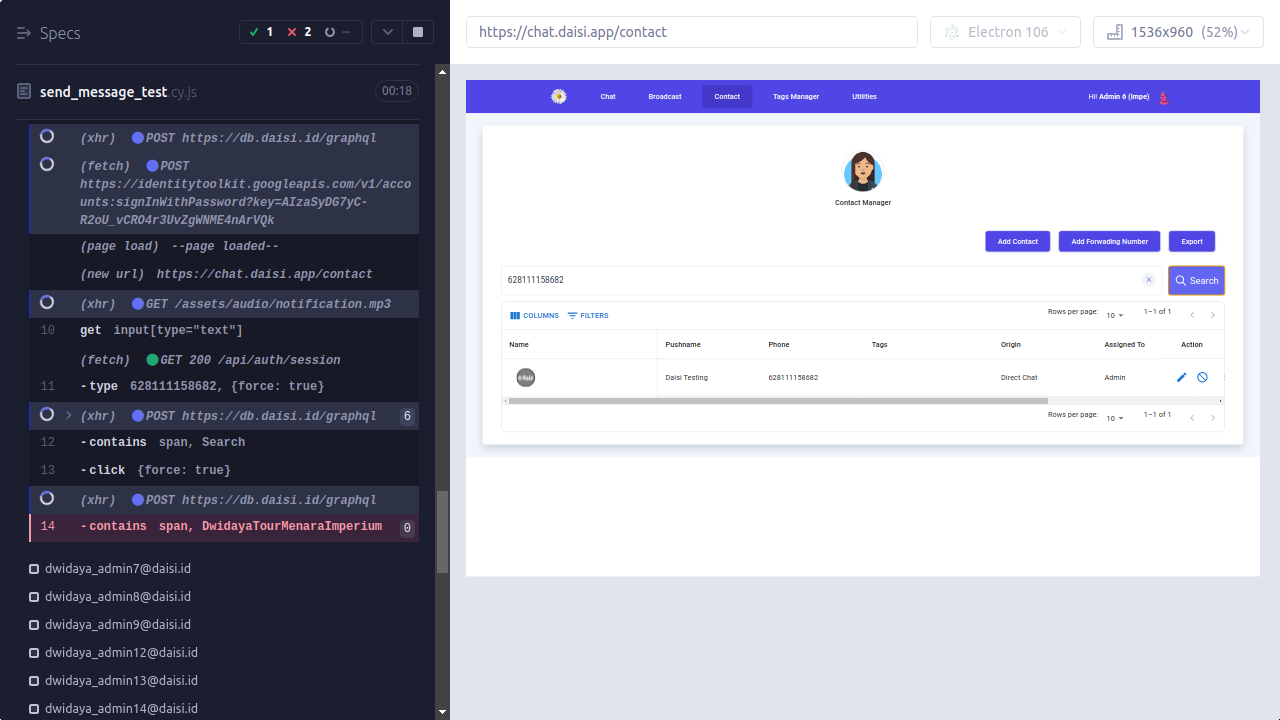 Specs
1
2
--
send_message_test.cy.js
00:18
(xhr) POST https://db.daisi.id/graphql
(fetch) POST
https://identitytoolkit.googleapis.com/v1/acco
unts:signInWithPassword?key=AIzaSyDG7yC-
R2oU_vCRO4r3UvZgWNME4nArVQk
(page load) --page loaded--
(new url) https://chat.daisi.app/contact
(xhr) GET /assets/audio/notification.mp3
10 get input[type="text"]
(fetch) GET 200 /api/auth/session
11 -type 628111158682, {force: true}
(xhr) POST https://db.daisi.id/graphql 6
12 -contains span, Search
13 -click {force: true}
(xhr) POST https://db.daisi.id/graphql
14 -contains span, DwidayaTourMenaraImperium 0
dwidaya_admin7@daisi.id
dwidaya_admin8@daisi.id
dwidaya_admin9@daisi.id
dwidaya_admin12@daisi.id
dwidaya_admin13@daisi.id
dwidaya_admin14@daisi.id
https://chat.daisi.app/contact
Electron 106
1536x960 (52%)
Chat Broadcast Contact Tags Manager Utilities
Hi! Admin 6 (Impe)
Contact Manager
Add Contact Add Forwading Number Export
628111158682
Search
COLUMNS FILTERS
Rows per page: 10 1–1 of 1
Name Pushname Phone Tags Origin Assigned To Action
Daisi Testing 628111158682 Direct Chat Admin
Rows per page: 10 1–1 of 1